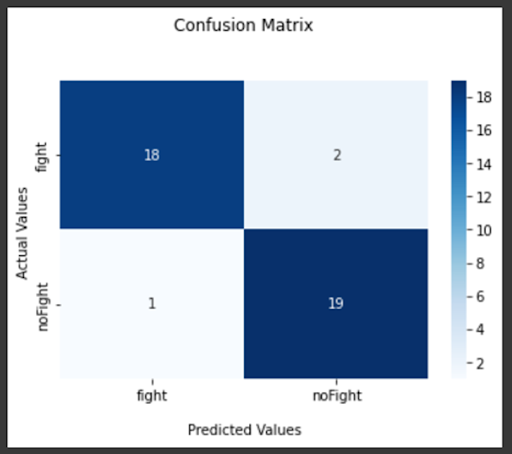 Confusion Matrix
Actual Values
fight
noFight
18
2
1
19
fight
noFight
Predicted Values
18
16
14
12
10
8
6
4
2